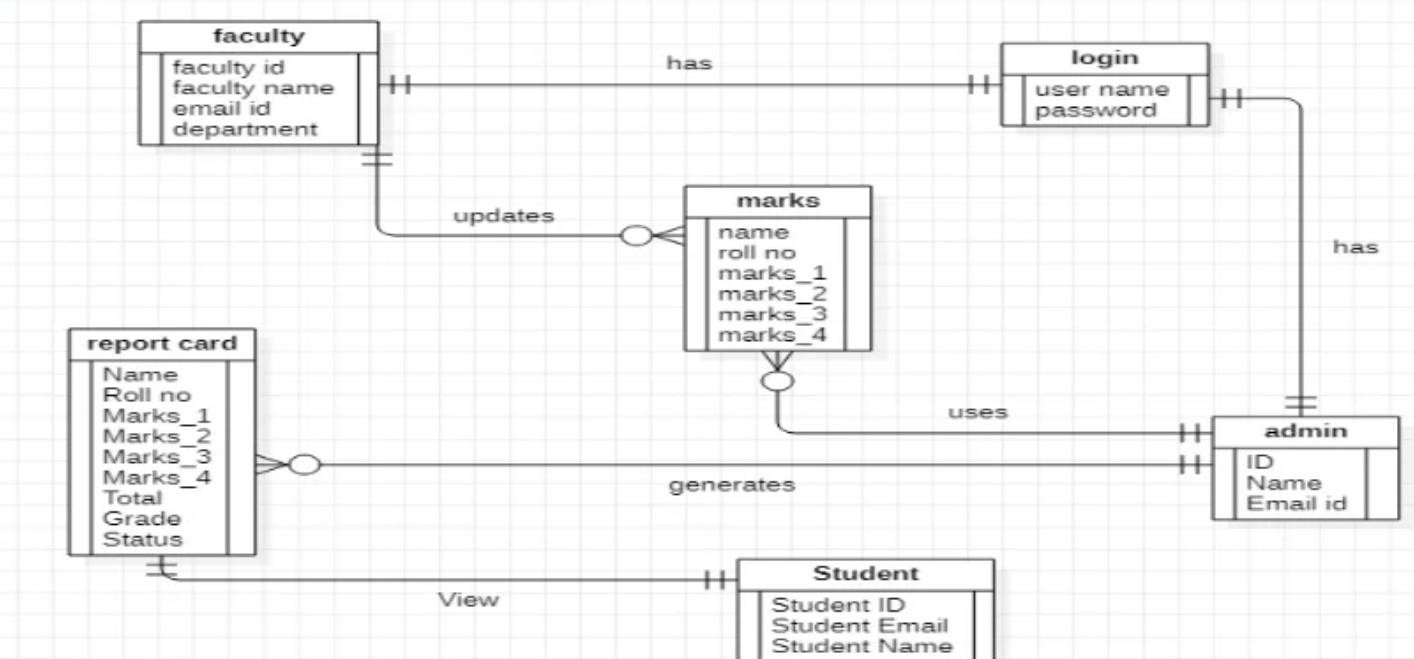 faculty
faculty id
faculty name
email id
department
has
login
user name
password
updates
marks
name
roll no
marks_1
marks_2
marks_3
marks_4
has
report card
Name
Roll no
Marks_1
Marks_2
Marks_3
Marks_4
Total
Grade
Status
uses
generates
admin
ID
Name
Email id
View
Student
Student ID
Student Email
Student Name